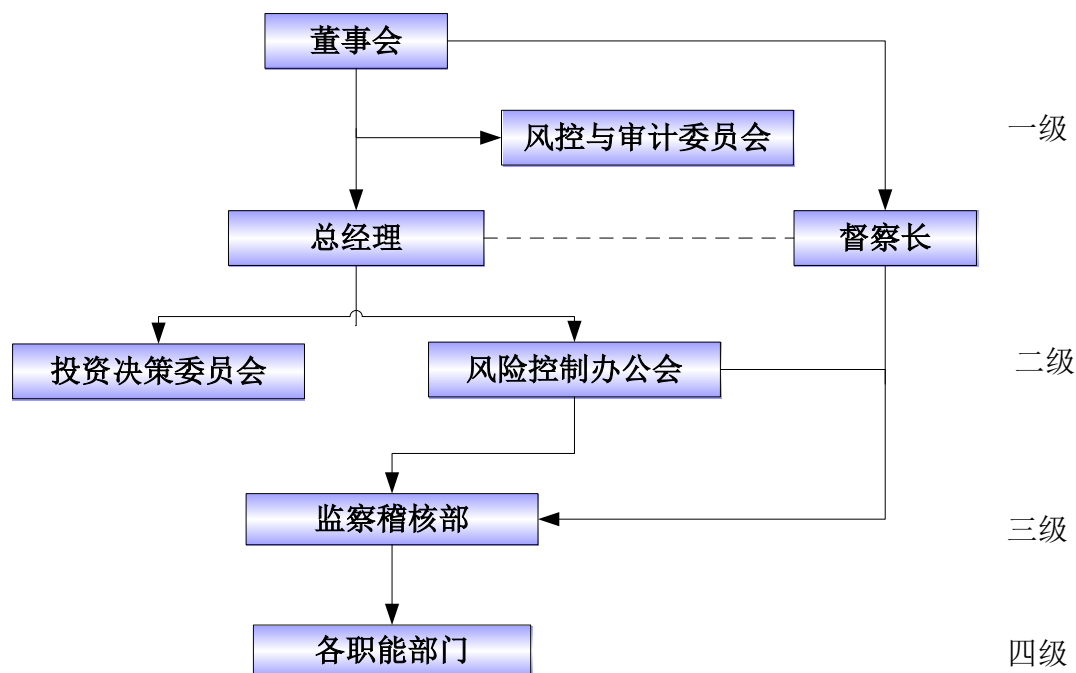 董事会
一级
风控与审计委员会
总经理
督察长
投资决策委员会
风险控制办公会
二级
监察稽核部
三级
各职能部门
四级